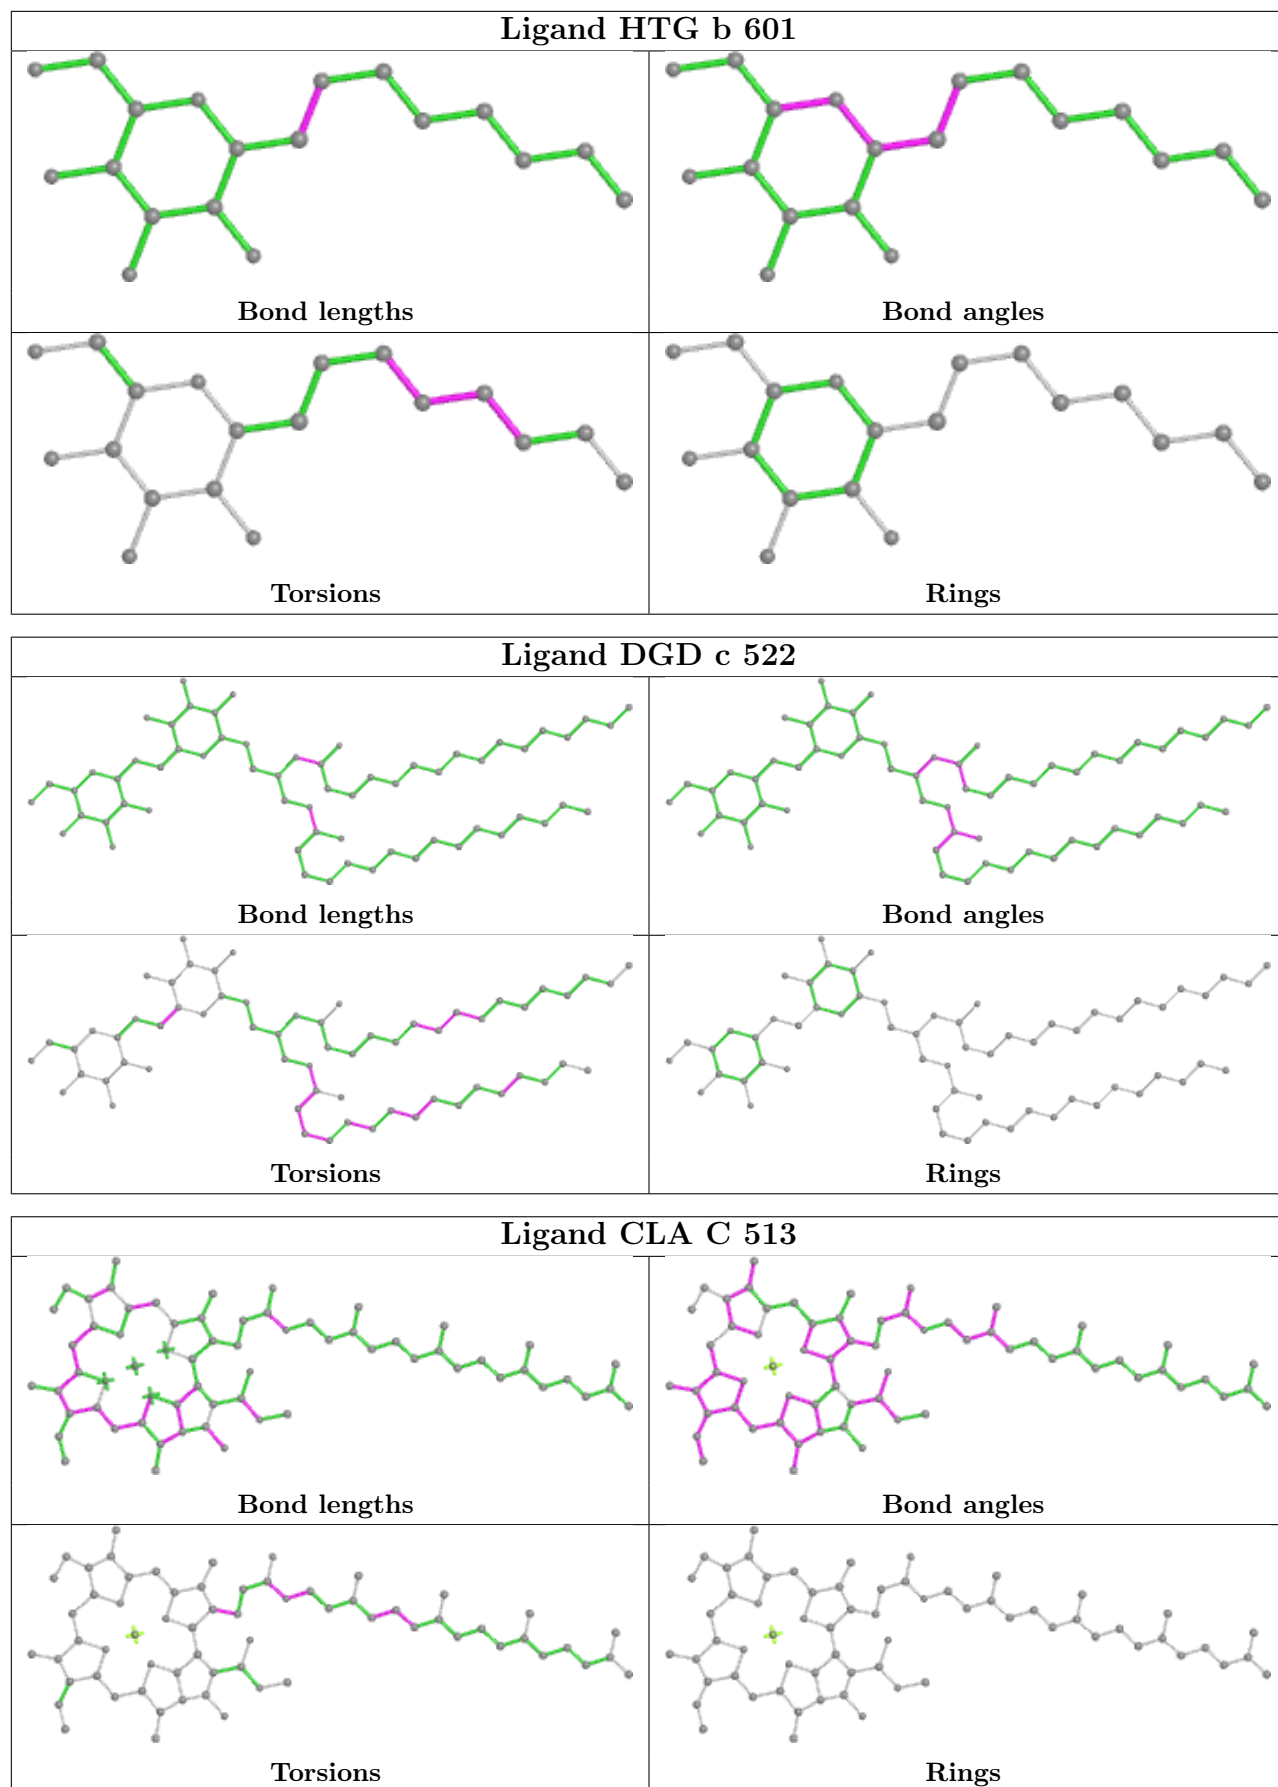 Ligand HTG b 601
Bond lengths
Bond angles
Torsions
Rings
Ligand DGD c 522
Bond lengths
Bond angles
Torsions
Rings
Ligand CLA C 513
Bond lengths
Bond angles
Torsions
Rings